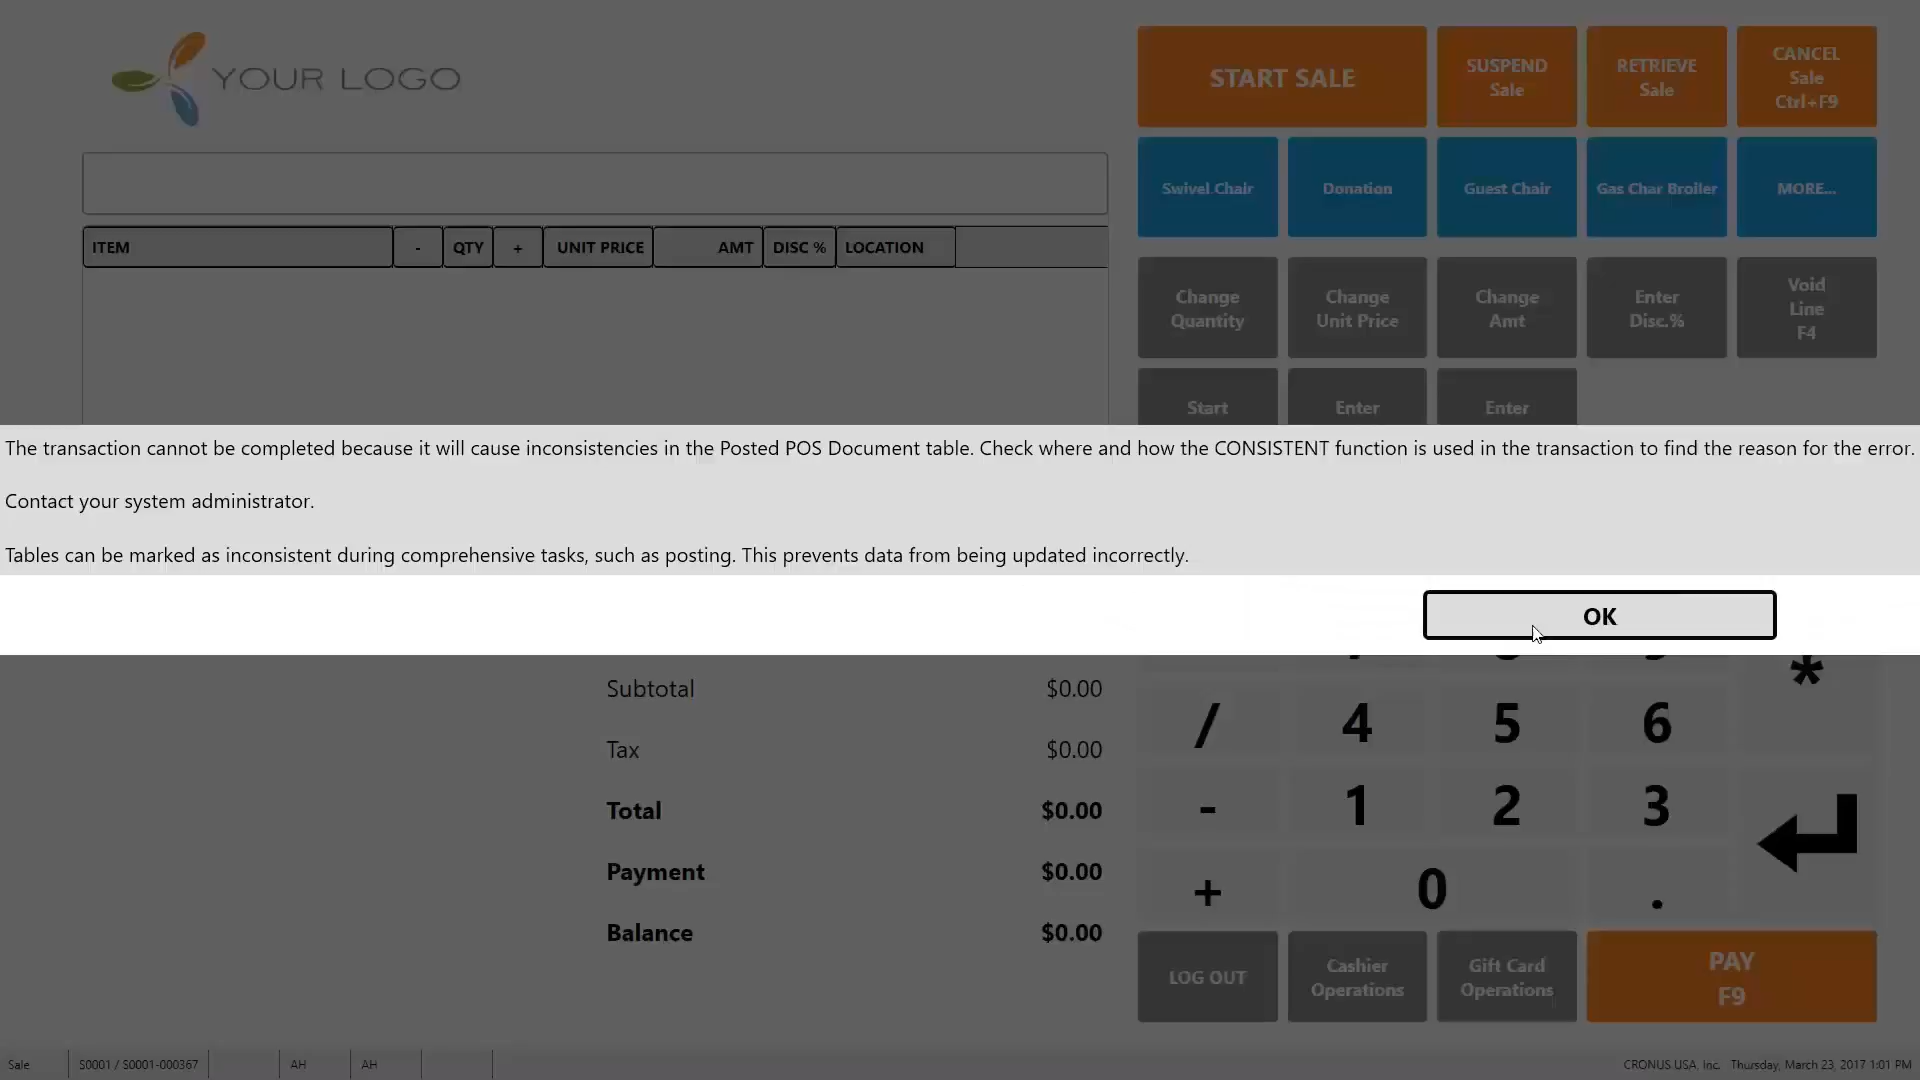 YOUR LOGO
START SALE
SUSPEND
Sale
RETRIEVE
Sale
CANCEL
Sale
Ctrl+F9
Swivel Chair
Donation
Guest Chair
Gas Char Broiler
MORE...
ITEM - QTY + UNIT PRICE AMT DISC % LOCATION
Change
Quantity
Change
Unit Price
Change
Amt
Enter
Disc.%
Void
Line
F4
Start
Enter
Enter
The transaction cannot be completed because it will cause inconsistencies in the Posted POS Document table. Check where and how the CONSISTENT function is used in the transaction to find the reason for the error.
Contact your system administrator.
Tables can be marked as inconsistent during comprehensive tasks, such as posting. This prevents data from being updated incorrectly.
OK
Subtotal $0.00
Tax $0.00
Total $0.00
Payment $0.00
Balance $0.00
*
/ 4 5 6
- 1 2 3
+ 0 .
LOG OUT
Cashier
Operations
Gift Card
Operations
PAY
F9
Sale S0001 / S0001-000367 AH AH CRONUS USA, Inc. Thursday, March 23, 2017 1:01 PM